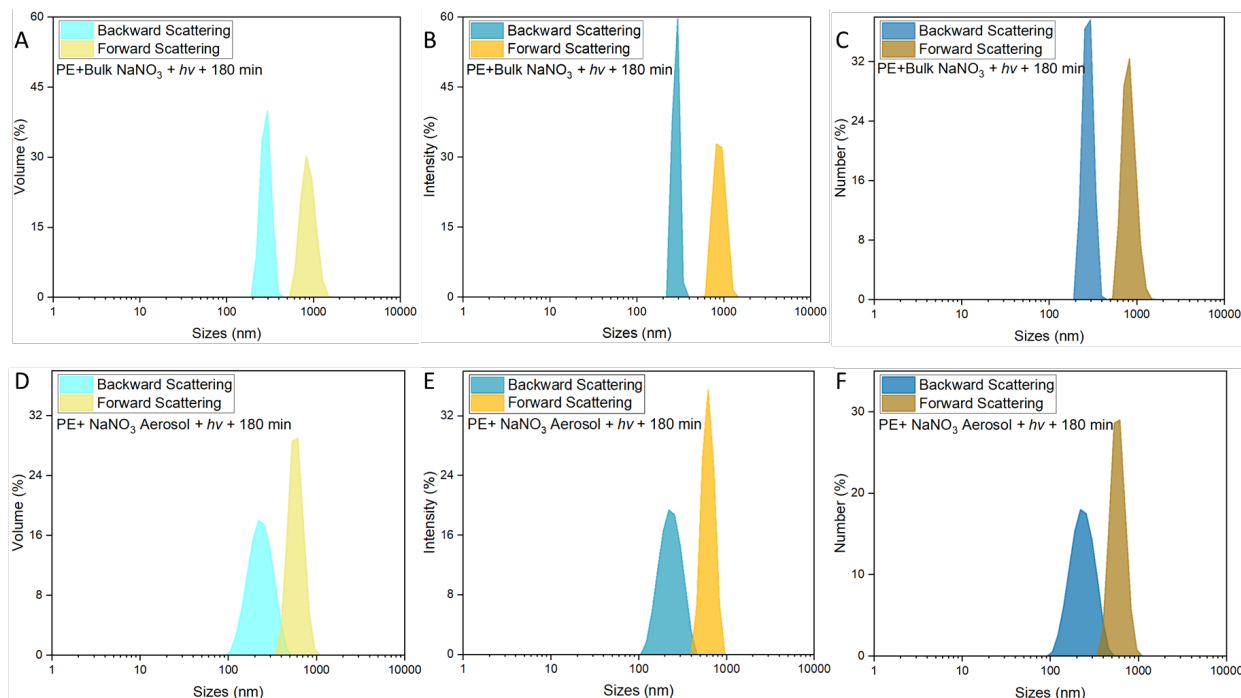 A
Backward Scattering
Forward Scattering
PE+Bulk NaNO₃ + hv + 180 min
60
45
30
15
0
Volume (%)
1 10 100 1000 10000
Sizes (nm)
B
Backward Scattering
Forward Scattering
PE+Bulk NaNO₃ + hv + 180 min
60
45
30
15
0
Intensity (%)
1 10 100 1000 10000
Sizes (nm)
C
Backward Scattering
Forward Scattering
PE+Bulk NaNO₃ + hv + 180 min
32
24
16
8
0
Number (%)
1 10 100 1000 10000
Sizes (nm)
D
Backward Scattering
Forward Scattering
PE+ NaNO₃ Aerosol + hv + 180 min
32
24
16
8
0
Volume (%)
1 10 100 1000 10000
Sizes (nm)
E
Backward Scattering
Forward Scattering
PE+ NaNO₃ Aerosol + hv + 180 min
32
24
16
8
0
Intensity (%)
1 10 100 1000 10000
Sizes (nm)
F
Backward Scattering
Forward Scattering
PE+ NaNO₃ Aerosol + hv + 180 min
30
20
10
0
Number (%)
1 10 100 1000 10000
Sizes (nm)